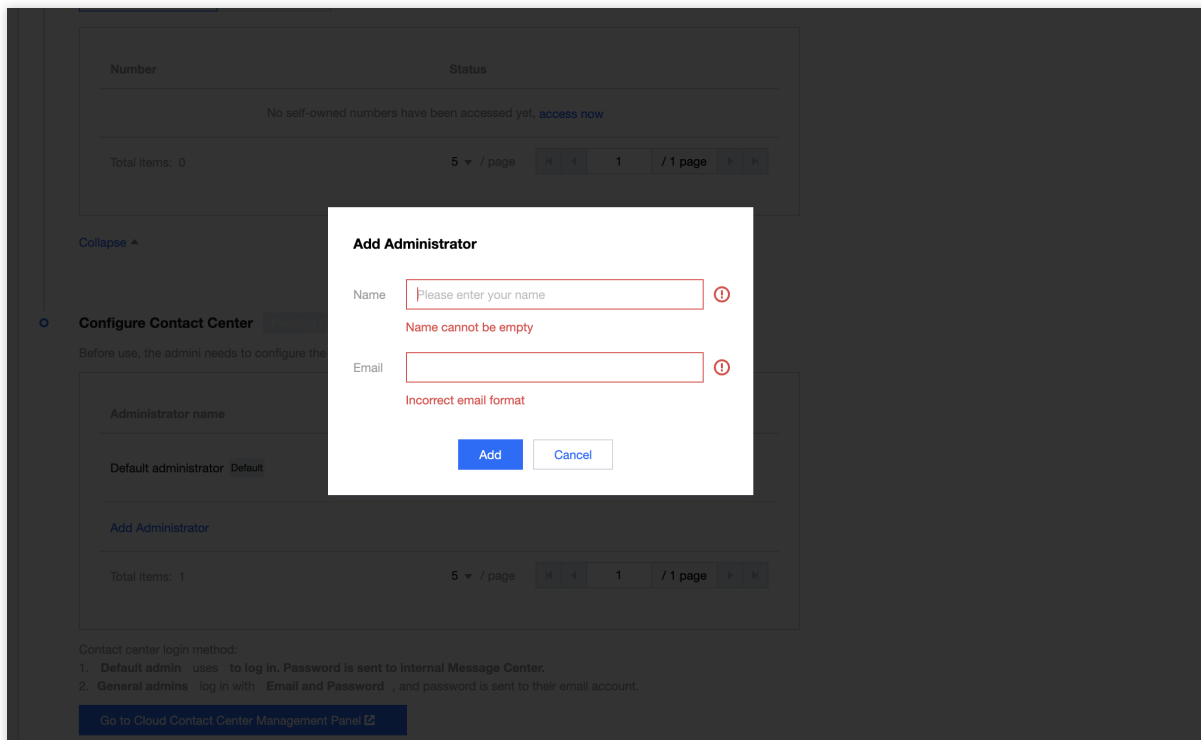 Number Status
No self-owned numbers have been accessed yet, access now
Total items: 0 5 / page 1 / 1 page
Collapse
Add Administrator
Name Please enter your name
Name cannot be empty
Email
Incorrect email format
Add Cancel
Configure Contact Center
Before use, the admini needs to configure the
Administrator name
Default administrator Default
Add Administrator
Total items: 1 5 / page 1 / 1 page
Contact center login method:
1. Default admin uses to log in. Password is sent to internal Message Center.
2. General admins log in with Email and Password , and password is sent to their email account.
Go to Cloud Contact Center Management Panel